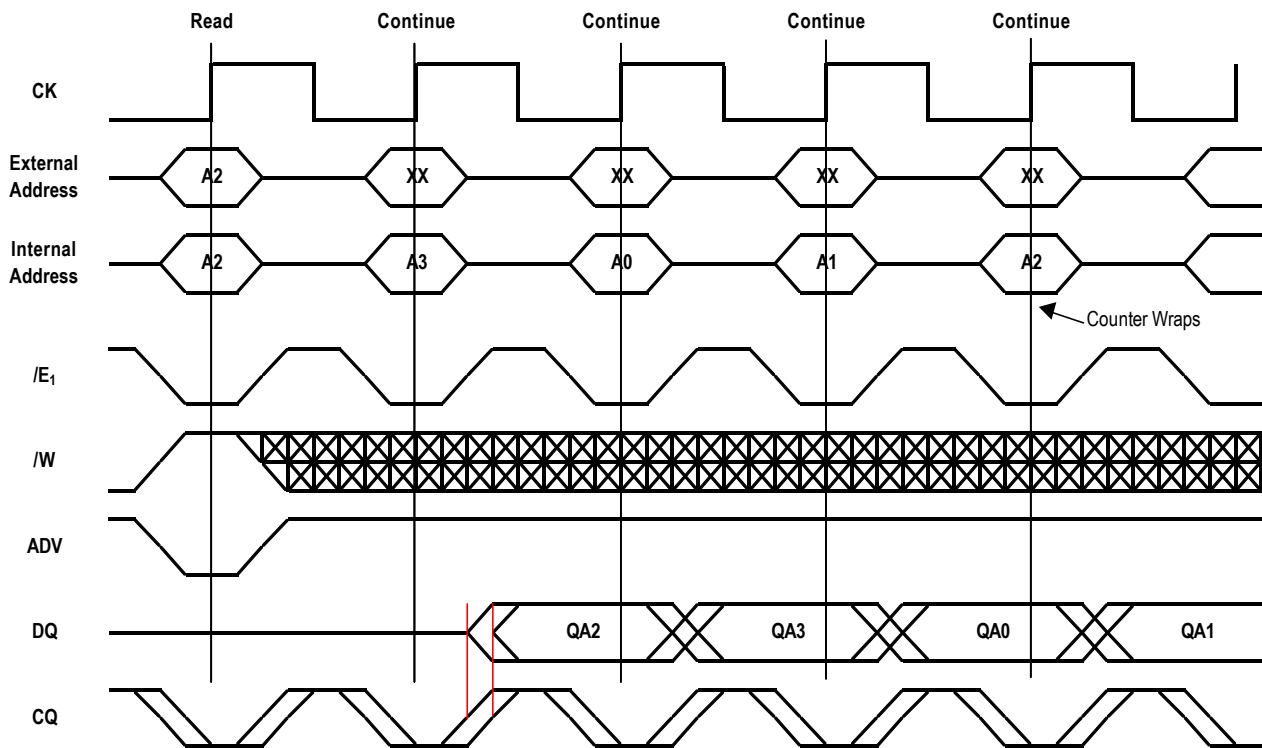 Read Continue Continue Continue Continue
CK
External
Address
A2 XX XX XX XX
Internal
Address
A2 A3 A0 A1 A2
Counter Wraps
/E1
/W
ADV
DQ
QA2 QA3 QA0 QA1
CQ